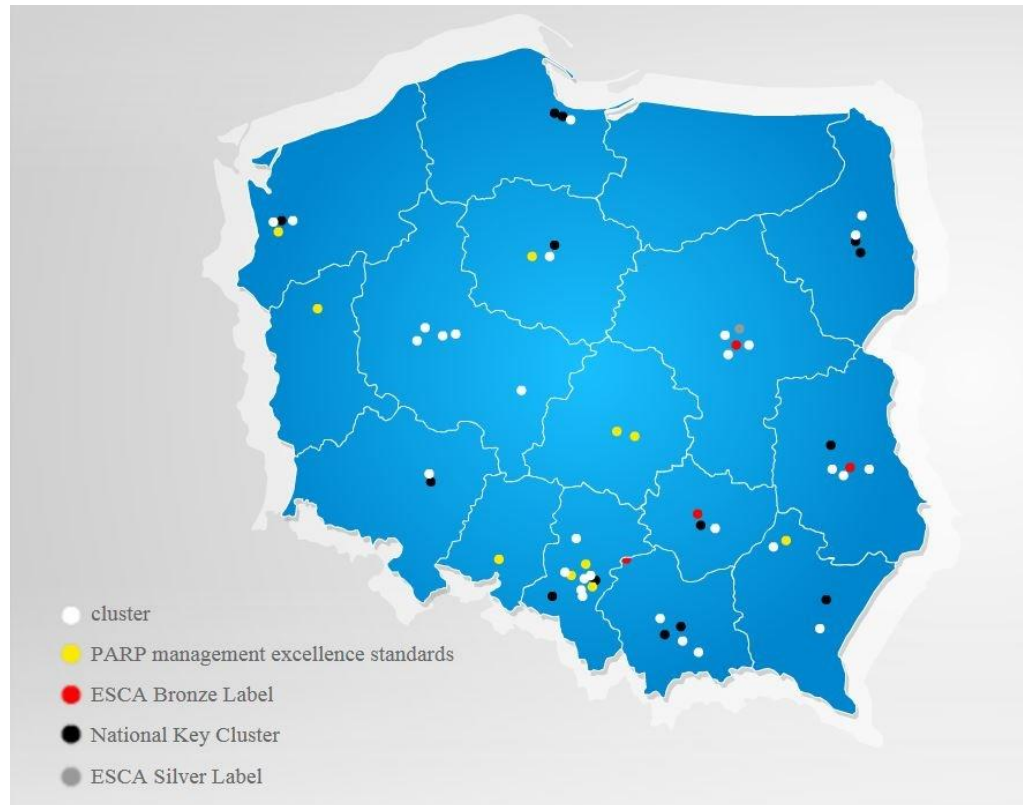 cluster
PARP management excellence standards
ESCA Bronze Label
National Key Cluster
ESCA Silver Label